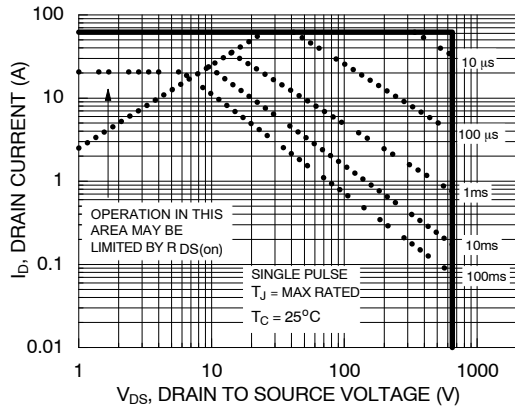 100
10
1
0.1
0.01
I_D, DRAIN CURRENT (A)
10 μs
100 μs
1ms
10ms
100ms
OPERATION IN THIS
AREA MAY BE
LIMITED BY R DS(on)
SINGLE PULSE
T_J = MAX RATED
T_C = 25°C
1 10 100 1000
V_DS, DRAIN TO SOURCE VOLTAGE (V)